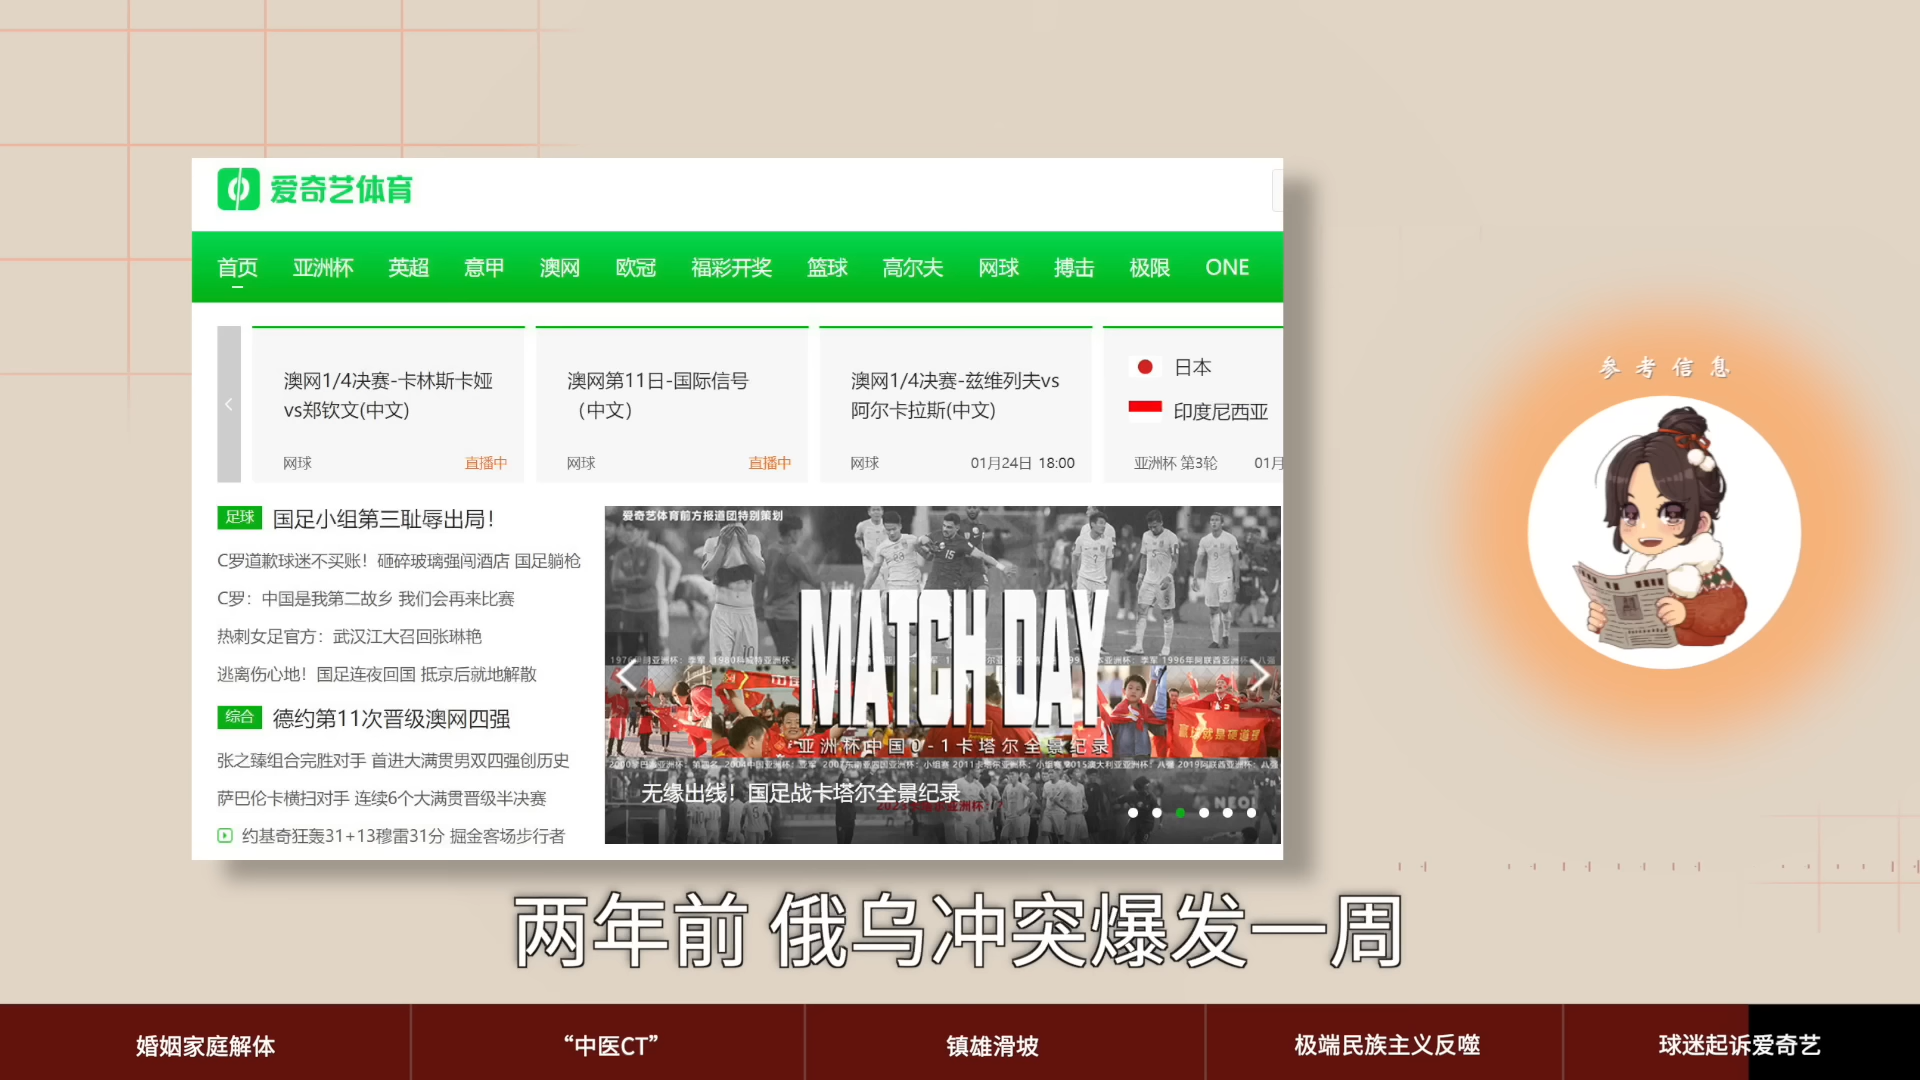 爱奇艺体育
首页 亚洲杯 英超 意甲 澳网 欧冠 福彩开奖 篮球 高尔夫 网球 搏击 极限 ONE
澳网1/4决赛-卡林斯卡娅
vs郑钦文(中文)
网球 直播中
澳网第11日-国际信号
（中文）
网球 直播中
澳网1/4决赛-兹维列夫vs
阿尔卡拉斯(中文)
网球 01月24日 18:00
日本
印度尼西亚
亚洲杯 第3轮 01月
足球 国足小组第三耻辱出局！
C罗道歉球迷不买账！砸碎玻璃强闯酒店 国足躺枪
C罗：中国是我第二故乡 我们会再来比赛
热刺女足官方：武汉江大召回张琳艳
逃离伤心地！国足连夜回国 抵京后就地解散
综合 德约第11次晋级澳网四强
张之臻组合完胜对手 首进大满贯男双四强创历史
萨巴伦卡横扫对手 连续6个大满贯晋级半决赛
约基奇狂轰31+13穆雷31分 掘金客场步行者
爱奇艺体育前方报道团特别策划
MATCH DAY
亚洲杯中国0-1卡塔尔全景纪录
无缘出线！国足战卡塔尔全景纪录
参考信息
两年前 俄乌冲突爆发一周
婚姻家庭解体
“中医CT”
镇雄滑坡
极端民族主义反噬
球迷起诉爱奇艺